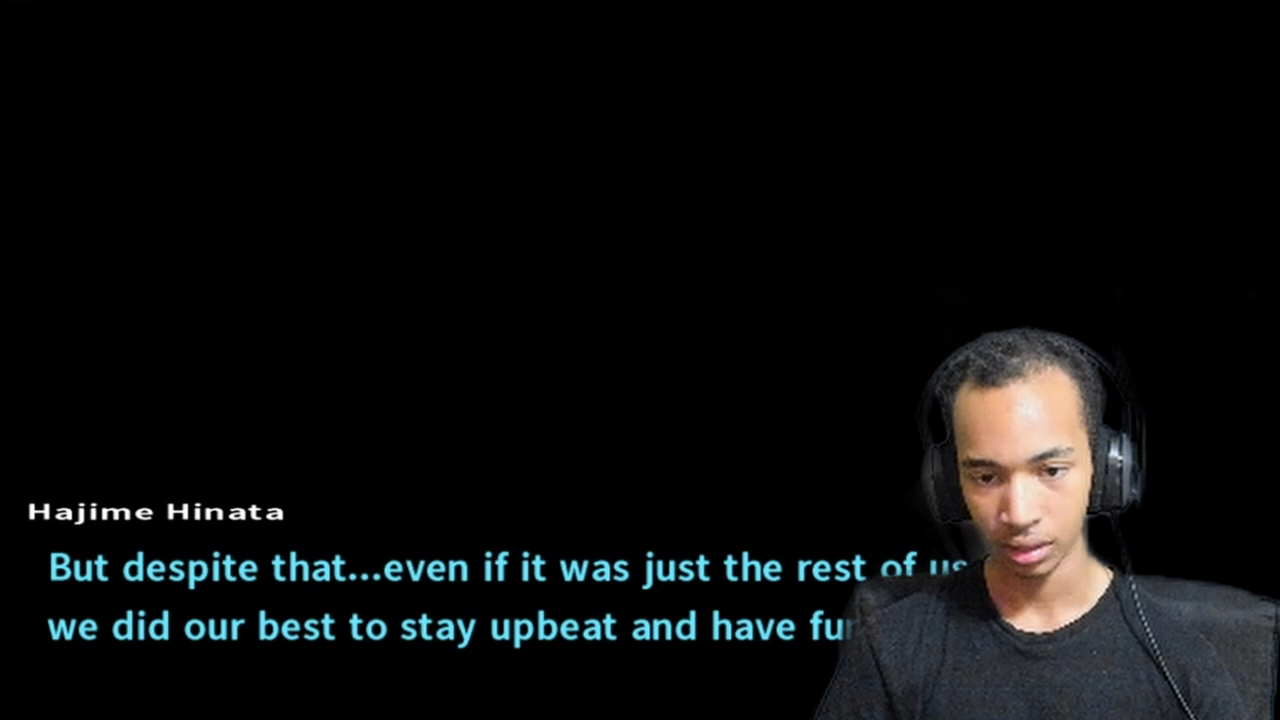 Hajime Hinata
But despite that...even if it was just the rest of us
we did our best to stay upbeat and have